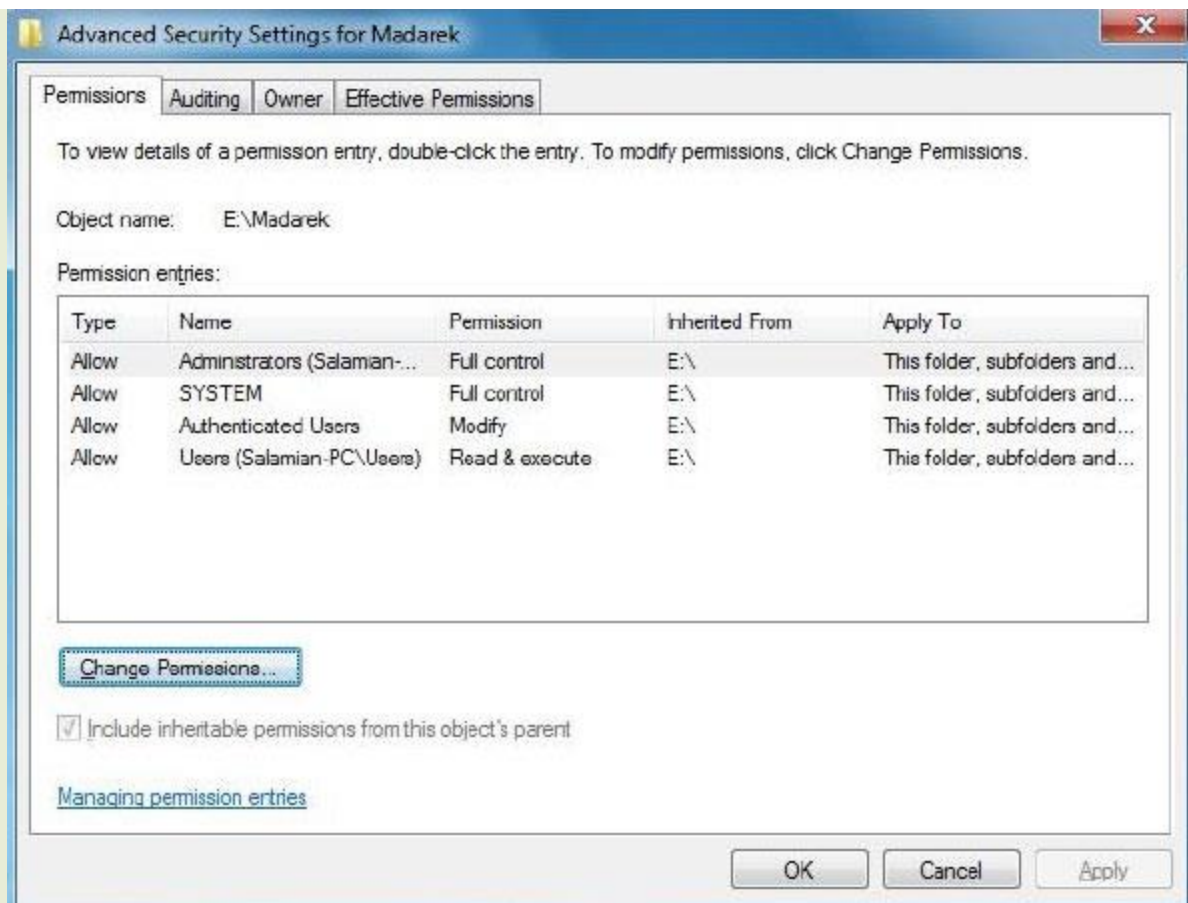 Advanced Security Settings for Madarek
Permissions Auditing Owner Effective Permissions
To view details of a permission entry, double-click the entry. To modify permissions, click Change Permissions.
Object name: E:\Madarek
Permission entries:
Type Name Permission Inherited From Apply To
Allow Administrators (Salamian-... Full control E:\ This folder, subfolders and...
Allow SYSTEM Full control E:\ This folder, subfolders and...
Allow Authenticated Users Modify E:\ This folder, subfolders and...
Allow Users (Salamian-PC\Users) Read & execute E:\ This folder, subfolders and...
Change Permissions...
Include inheritable permissions from this object's parent
Managing permission entries
OK Cancel Apply